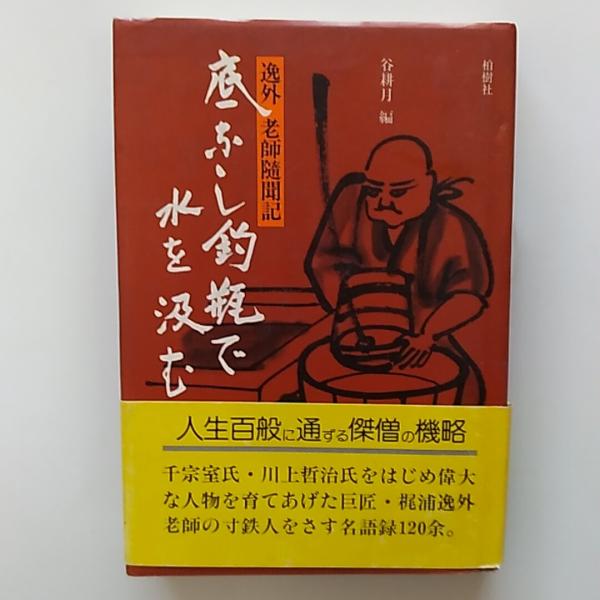 柏樹社
谷耕月 編
逸外 老師隨聞記
底なし釣瓶で
水を汲む
人生百般に通ずる傑僧の機略
千宗室氏・川上哲治氏をはじめ偉大
な人物を育てあげた巨匠・梶浦逸外
老師の寸鉄人をさす名語録120余。